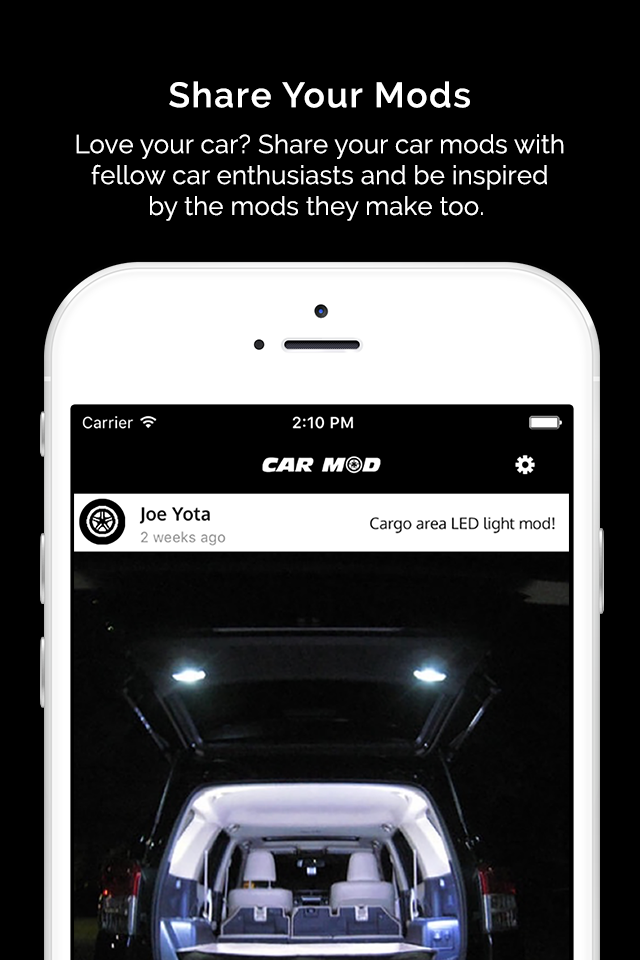 Share Your Mods
Love your car? Share your car mods with
fellow car enthusiasts and be inspired
by the mods they make too.
Carrier 2:10 PM
CAR MOD
Joe Yota
2 weeks ago
Cargo area LED light mod!